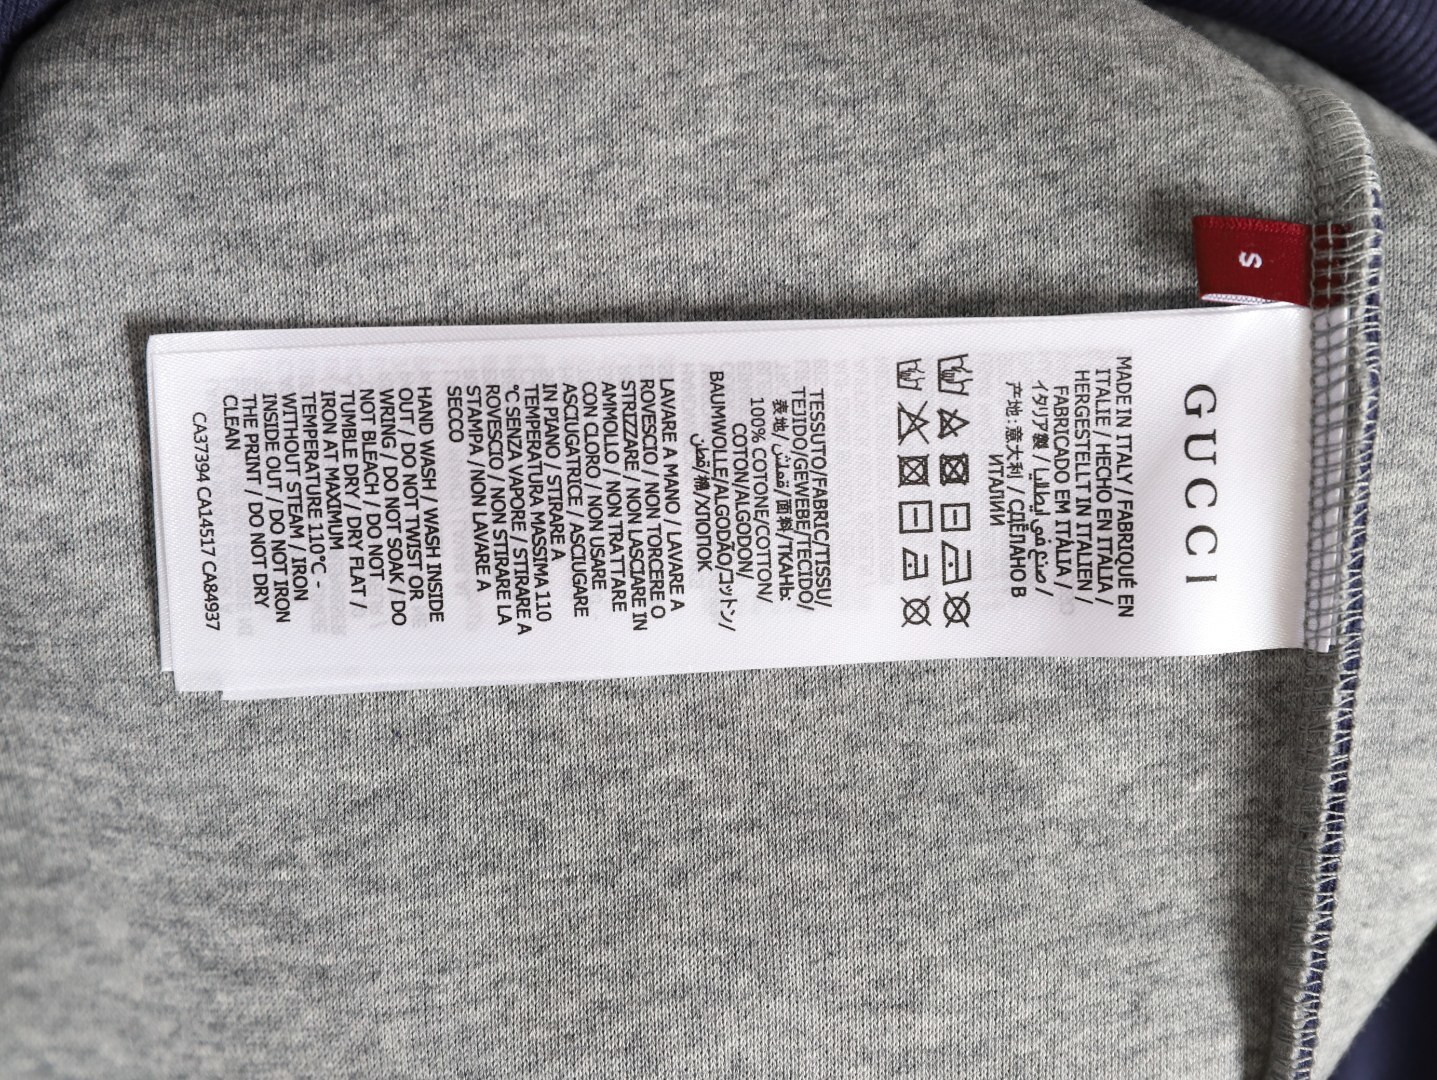 S
GUCCI
MADE IN ITALY / FABRIQUÉ EN
ITALIE / HECHO EN ITALIA /
HERGESTELLT IN ITALIEN /
FABRICADO EM ITÁLIA /
イタリア製 / صنع في إيطاليا /
产地：意大利 / СДЕЛАНО В
ИТАЛИИ
TESSUTO/FABRIC/TISSU/
TEJIDO/GEWEBE/TECIDO/
表地/قماش/面料/ТКАНЬ:
100% COTONE/COTTON/
COTON/ALGODON/
BAUMWOLLE/ALGODÃO/コットン/
قطن/棉/ХЛОПОК
LAVARE A MANO / LAVARE A
ROVESCIO / NON TORCERE O
STRIZZARE / NON LASCIARE IN
AMMOLLO / NON TRATTARE
CON CLORO / NON USARE
ASCIUGATRICE / ASCIUGARE
IN PIANO / STIRARE A
TEMPERATURA MASSIMA 110
°C SENZA VAPORE / STIRARE A
ROVESCIO / NON STIRARE LA
STAMPA /NON LAVARE A
SECCO
HAND WASH / WASH INSIDE
OUT / DO NOT TWIST OR
WRING / DO NOT SOAK / DO
NOT BLEACH / DO NOT
TUMBLE DRY / DRY FLAT /
IRON AT MAXIMUM
TEMPERATURE 110°C -
WITHOUT STEAM / IRON
INSIDE OUT / DO NOT IRON
THE PRINT / DO NOT DRY
CLEAN
CA37394 CA14517 CA84937